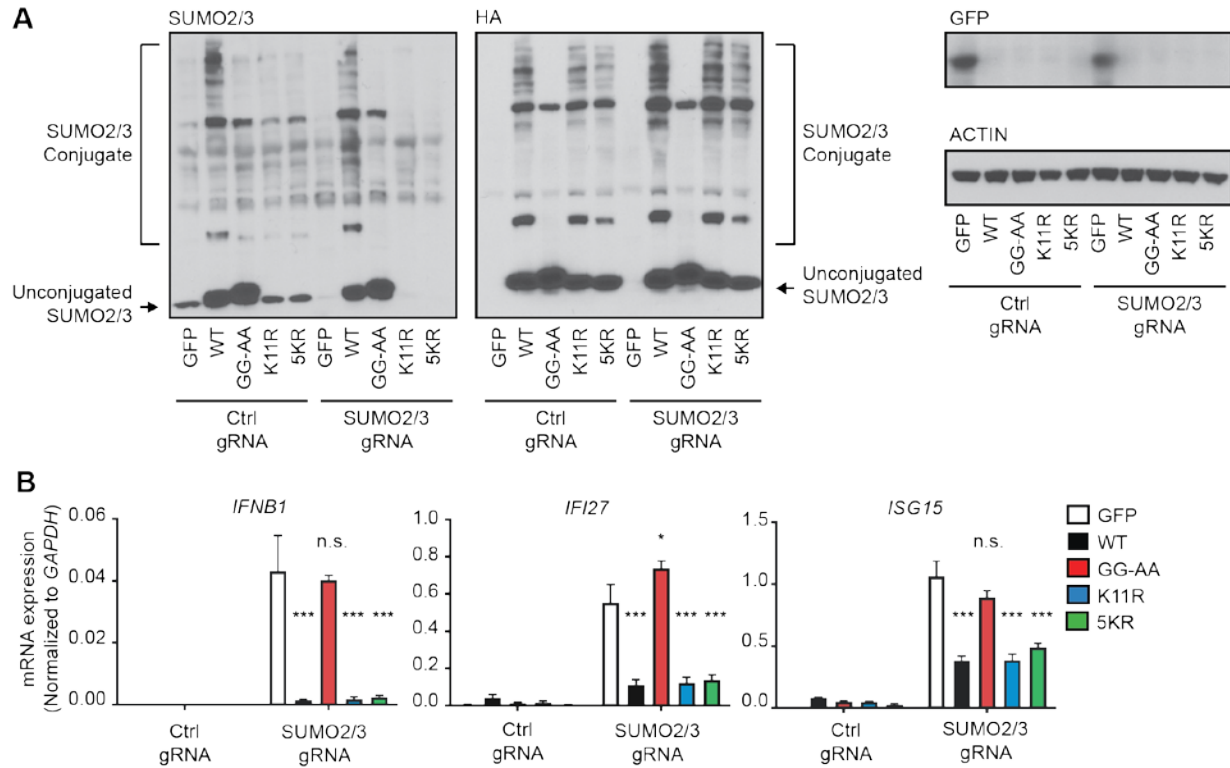 A
SUMO2/3
HA
GFP
SUMO2/3
Conjugate
SUMO2/3
Conjugate
ACTIN
Unconjugated
SUMO2/3
Unconjugated
SUMO2/3
GFP WT GG-AA K11R 5KR GFP WT GG-AA K11R 5KR
GFP WT GG-AA K11R 5KR GFP WT GG-AA K11R 5KR
GFP WT GG-AA K11R 5KR GFP WT GG-AA K11R 5KR
Ctrl
gRNA
SUMO2/3
gRNA
Ctrl
gRNA
SUMO2/3
gRNA
Ctrl
gRNA
SUMO2/3
gRNA
B
mRNA expression
(Normalized to GAPDH)
IFNB1
0.06
0.04
0.02
0.00
n.s.
*** *** ***
Ctrl
gRNA
SUMO2/3
gRNA
IFI27
1.0
0.8
0.6
0.4
0.2
0.0
*
*** *** ***
Ctrl
gRNA
SUMO2/3
gRNA
ISG15
1.5
1.0
0.5
0.0
n.s.
*** *** ***
Ctrl
gRNA
SUMO2/3
gRNA
GFP
WT
GG-AA
K11R
5KR